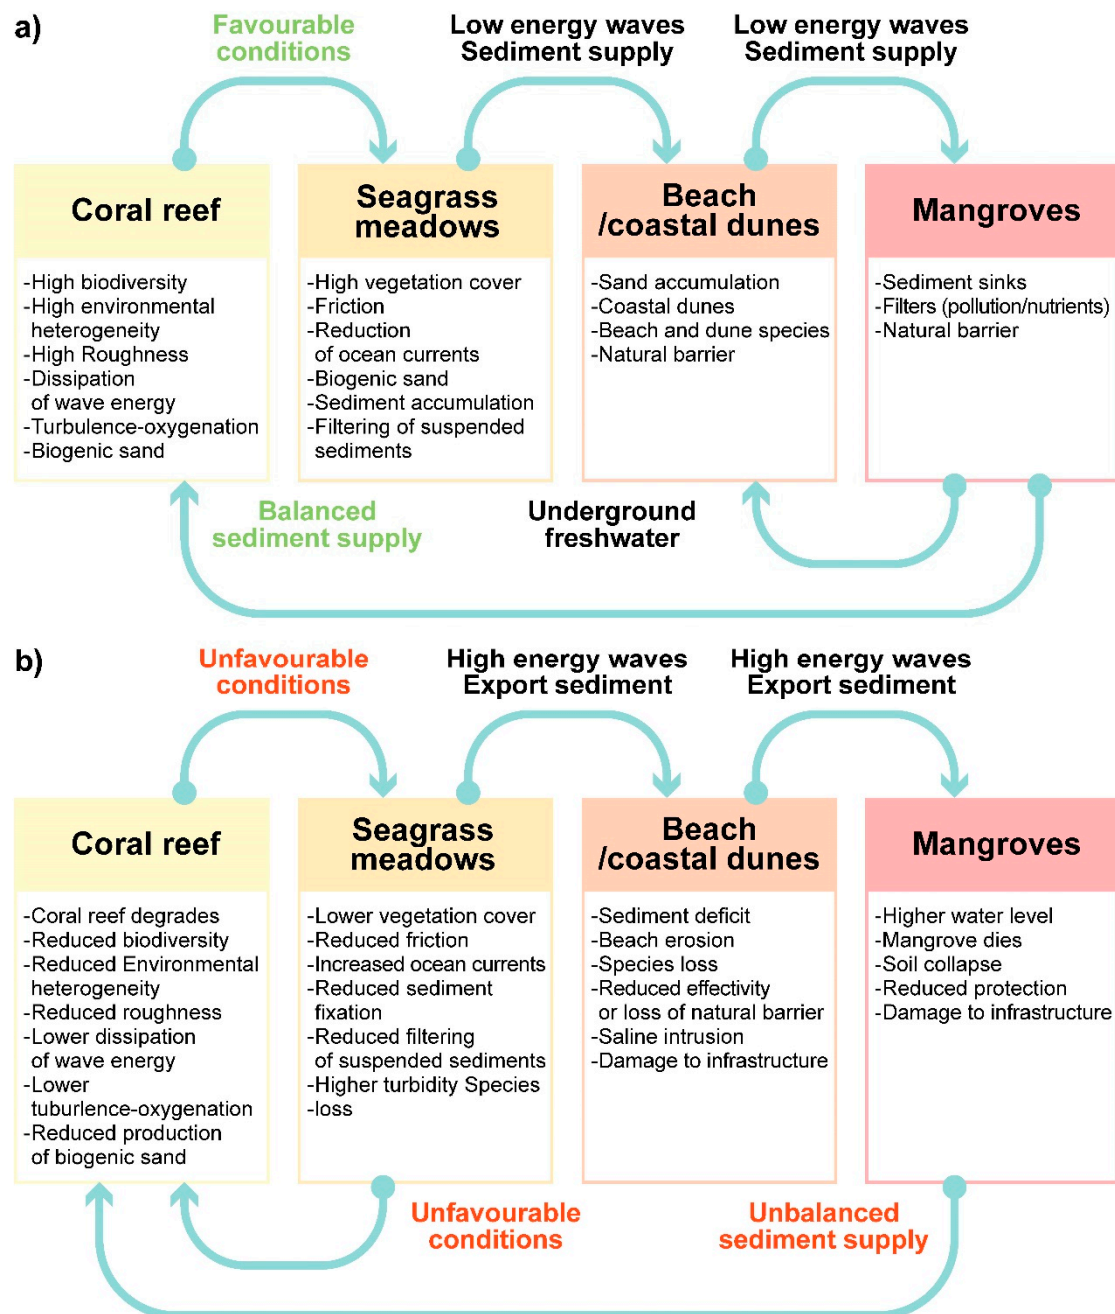 a)
Favourable
conditions
Low energy waves
Sediment supply
Low energy waves
Sediment supply
Coral reef
-High biodiversity
-High environmental
heterogeneity
-High Roughness
-Dissipation
of wave energy
-Turbulence-oxygenation
-Biogenic sand
Seagrass
meadows
-High vegetation cover
-Friction
-Reduction
of ocean currents
-Biogenic sand
-Sediment accumulation
-Filtering of suspended
sediments
Beach
/coastal dunes
-Sand accumulation
-Coastal dunes
-Beach and dune species
-Natural barrier
Mangroves
-Sediment sinks
-Filters (pollution/nutrients)
-Natural barrier
Balanced
sediment supply
Underground
freshwater
b)
Unfavourable
conditions
High energy waves
Export sediment
High energy waves
Export sediment
Coral reef
-Coral reef degrades
-Reduced biodiversity
-Reduced Environmental
heterogeneity
-Reduced roughness
-Lower dissipation
of wave energy
-Lower
tuburlence-oxygenation
-Reduced production
of biogenic sand
Seagrass
meadows
-Lower vegetation cover
-Reduced friction
-Increased ocean currents
-Reduced sediment
fixation
-Reduced filtering
of suspended sediments
-Higher turbidity Species
-loss
Beach
/coastal dunes
-Sediment deficit
-Beach erosion
-Species loss
-Reduced effectivity
or loss of natural barrier
-Saline intrusion
-Damage to infrastructure
Mangroves
-Higher water level
-Mangrove dies
-Soil collapse
-Reduced protection
-Damage to infrastructure
Unfavourable
conditions
Unbalanced
sediment supply